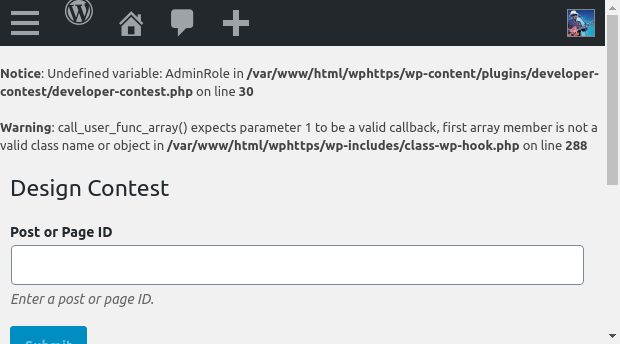 Notice: Undefined variable: AdminRole in /var/www/html/wphttps/wp-content/plugins/developer-
contest/developer-contest.php on line 30
Warning: call_user_func_array() expects parameter 1 to be a valid callback, first array member is not a
valid class name or object in /var/www/html/wphttps/wp-includes/class-wp-hook.php on line 288
Design Contest
Post or Page ID
Enter a post or page ID.
Submit